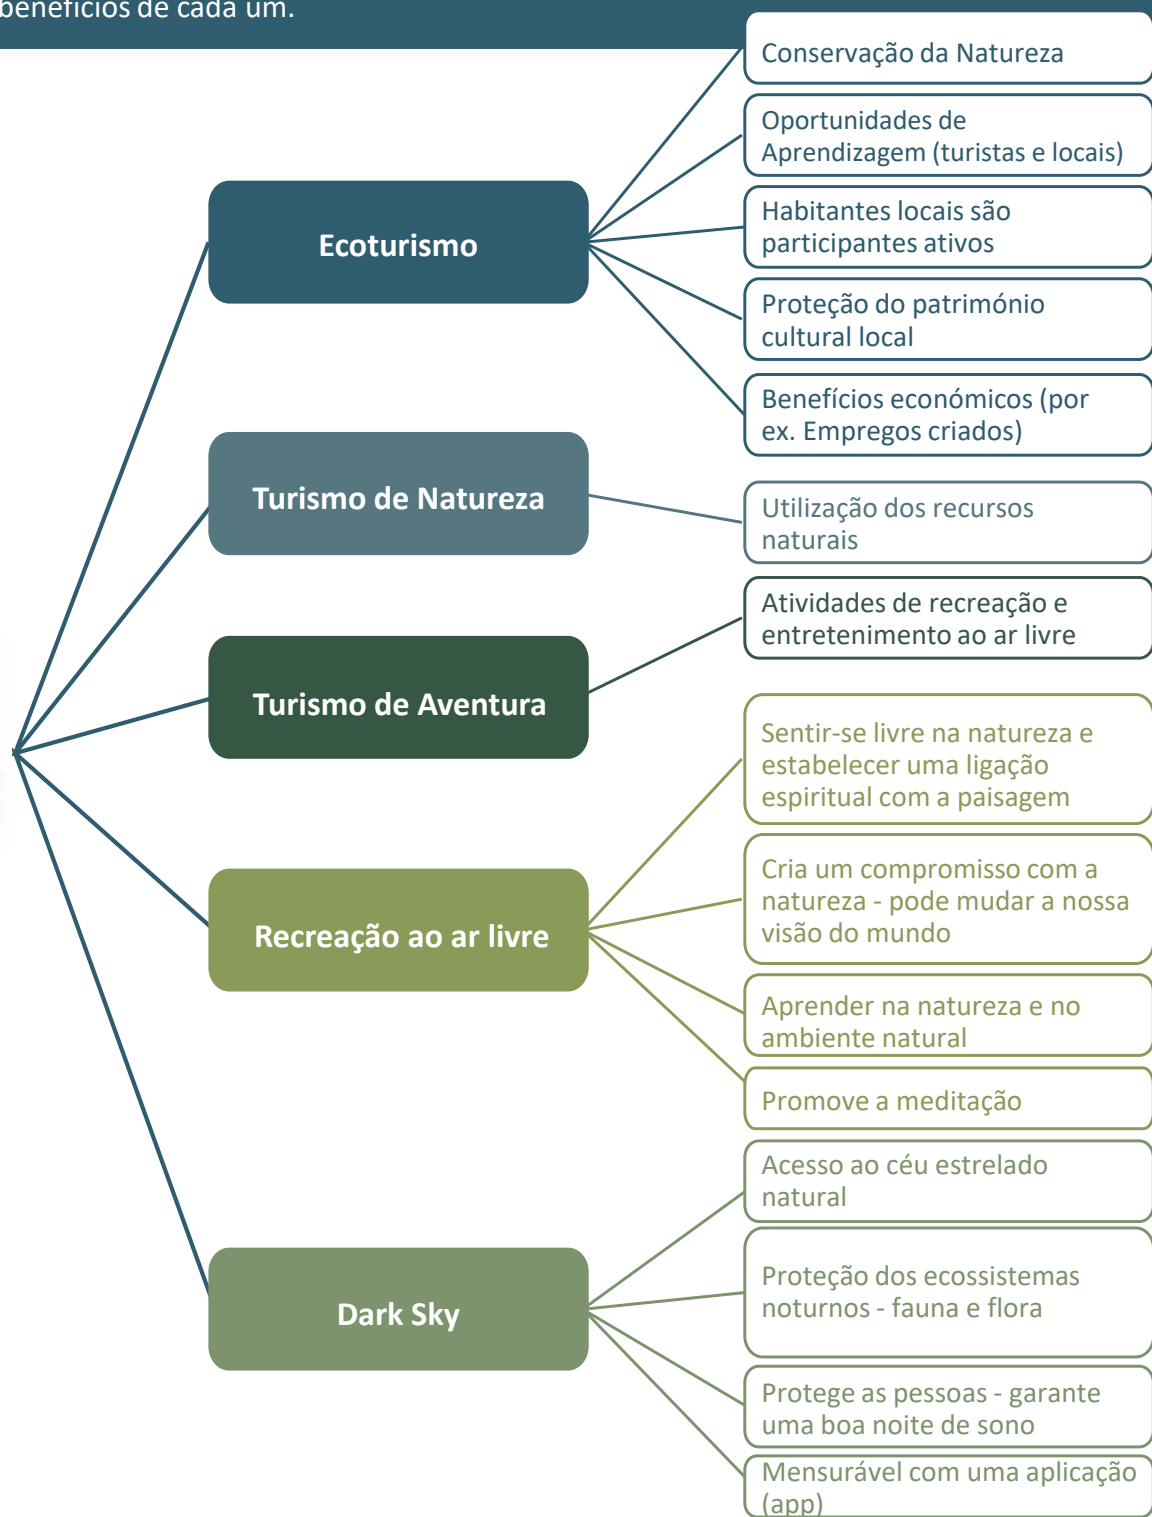 benefícios de cada um.
Ecoturismo
Conservação da Natureza
Oportunidades de
Aprendizagem (turistas e locais)
Habitantes locais são
participantes ativos
Proteção do património
cultural local
Benefícios económicos (por
ex. Empregos criados)
Turismo de Natureza
Utilização dos recursos
naturais
Turismo de Aventura
Atividades de recreação e
entretenimento ao ar livre
Recreação ao ar livre
Sentir-se livre na natureza e
estabelecer uma ligação
espiritual com a paisagem
Cria um compromisso com a
natureza - pode mudar a nossa
visão do mundo
Aprender na natureza e no
ambiente natural
Promove a meditação
Dark Sky
Acesso ao céu estrelado
natural
Proteção dos ecossistemas
noturnos - fauna e flora
Protege as pessoas - garante
uma boa noite de sono
Mensurável com uma aplicação
(app)